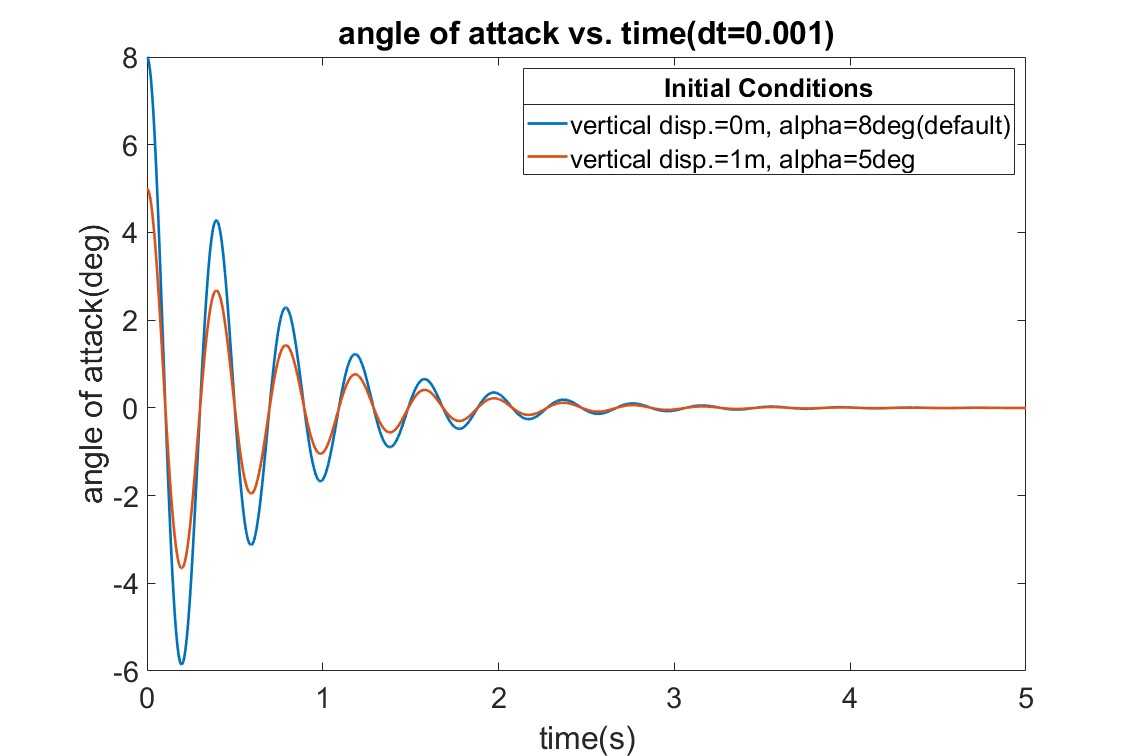 angle of attack vs. time(dt=0.001)
Initial Conditions
vertical disp.=0m, alpha=8deg(default)
vertical disp.=1m, alpha=5deg
angle of attack(deg)
8
6
4
2
0
-2
-4
-6
0 1 2 3 4 5
time(s)